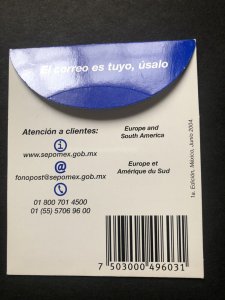 El correo es tuyo, úsalo
Atención a clientes:
i
www.sepomex.gob.mx
@
fonopost@sepomex.gob.mx
01 800 701 4500
01 (55) 5706 96 00
Europe and
South America
Europe et
Amérique du Sud
1a. Edición, México, Junio 2004.
7 503000 496031